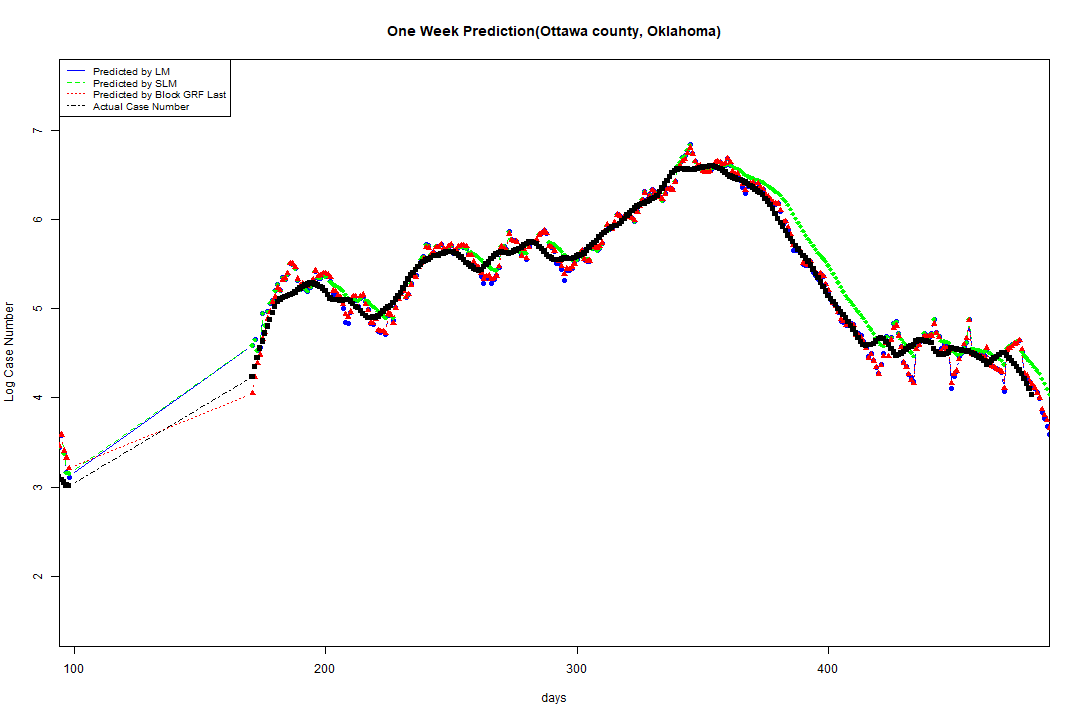 One Week Prediction(Ottawa county, Oklahoma)
Predicted by LM
Predicted by SLM
Predicted by Block GRF Last
Actual Case Number
7
6
5
4
3
2
Log Case Number
100 200 300 400
days